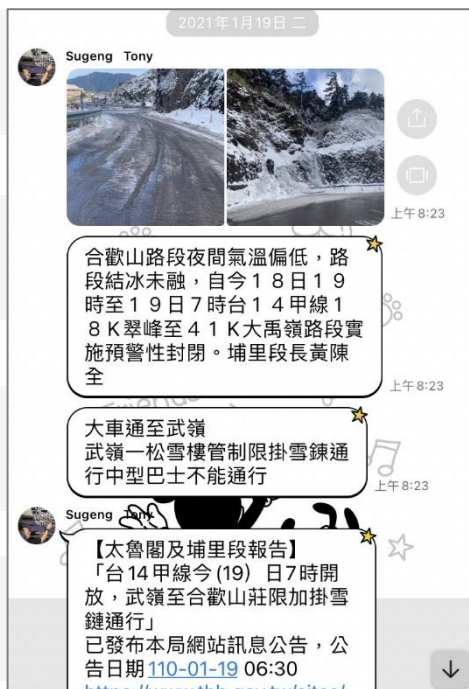 2021年1月19日 二
Sugeng Tony
上午8:23
合歡山路段夜間氣溫偏低，路
段結冰未融，自今１８日１９
時至１９日７時台１４甲線１
８Ｋ翠峰至４１Ｋ大禹嶺路段實
施預警性封閉。埔里段長黃陳
全
上午8:23
大車通至武嶺
武嶺一松雪樓管制限掛雪鍊通
行中型巴士不能通行
上午8:23
Sugeng Tony
【太魯閣及埔里段報告】
「台14甲線今(19）日7時開
放，武嶺至合歡山莊限加掛雪
鏈通行」
已發布本局網站訊息公告，公
告日期110-01-19 06:30